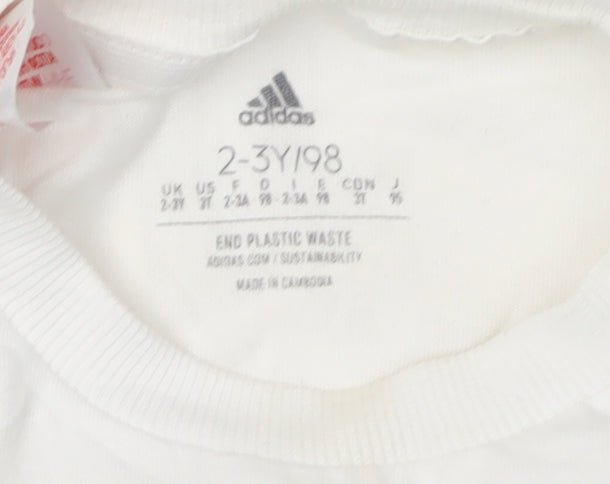 adidas
2-3Y/98
UK US F D I E CDN J
2-3Y 3T 2-3A 98 2-3A 98 3T 95
END PLASTIC WASTE
ADIDAS.COM / SUSTAINABILITY
MADE IN CAMBODIA